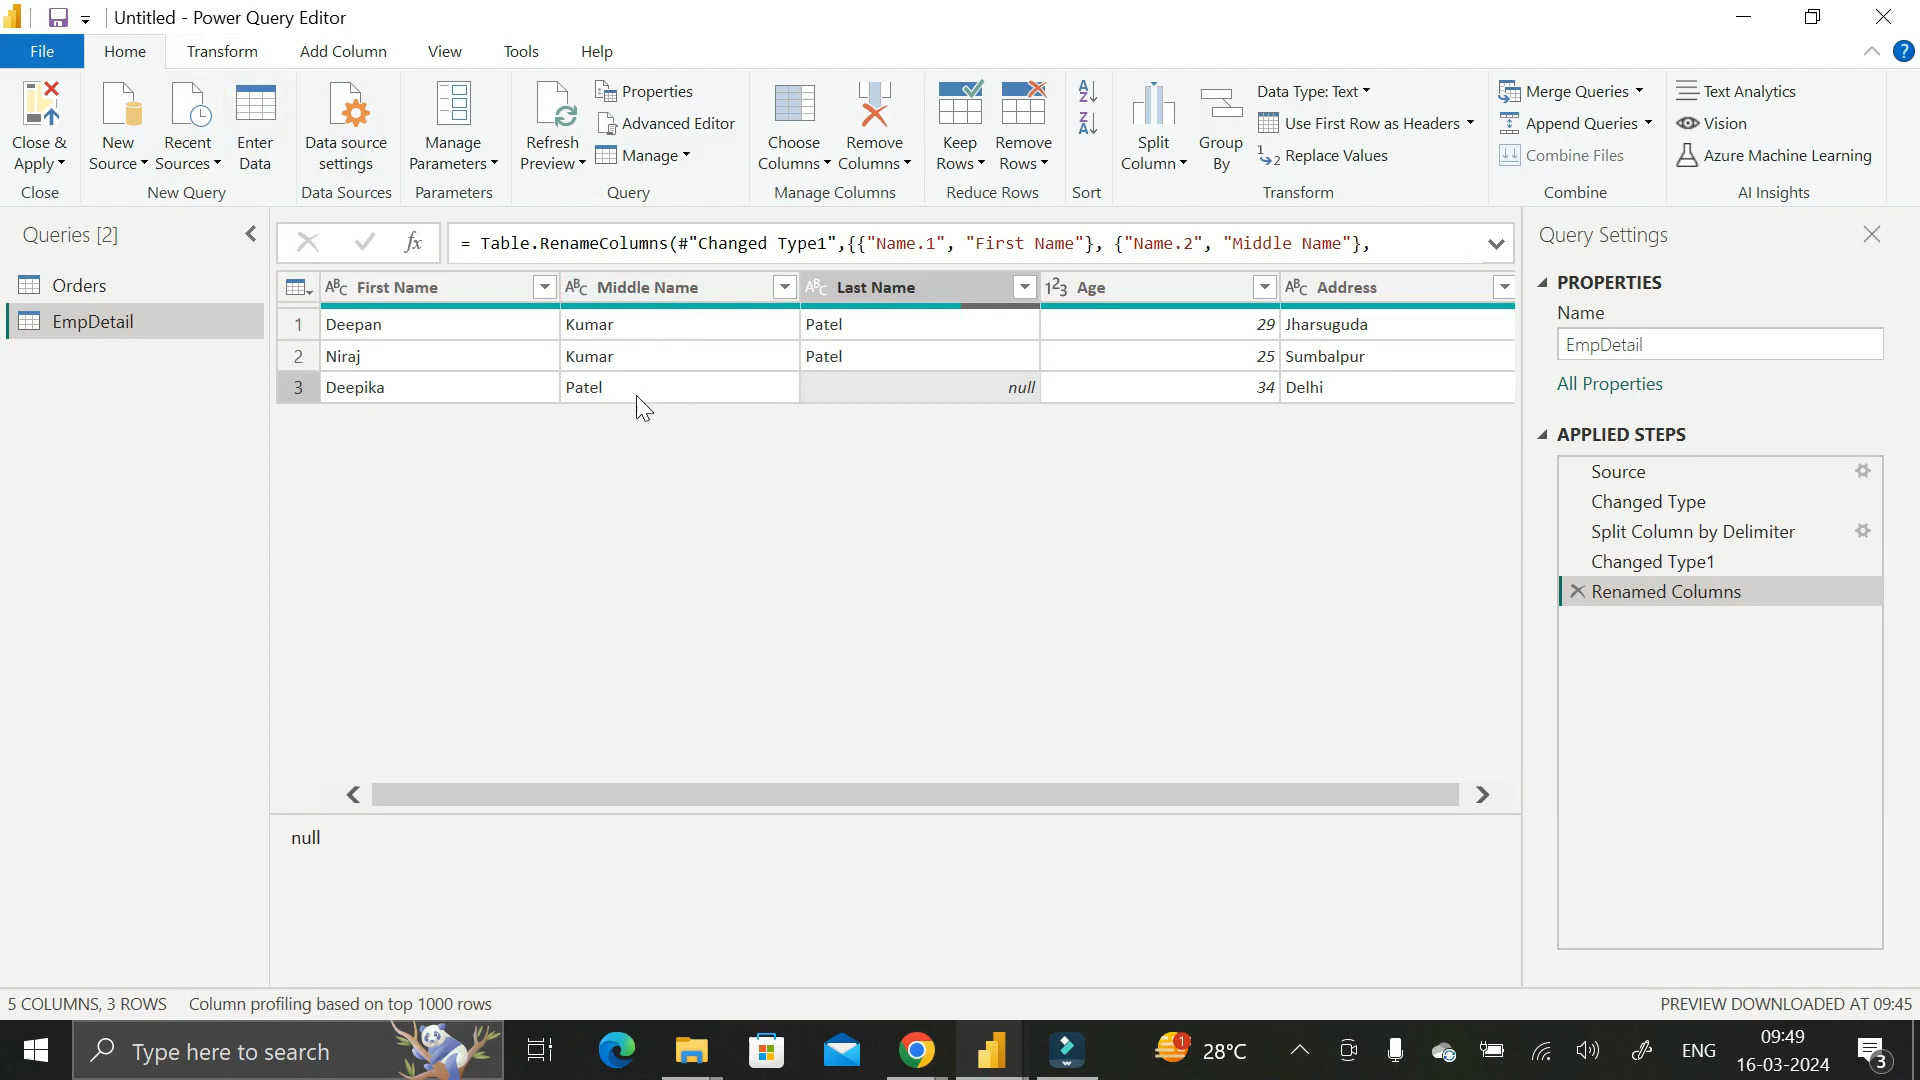 Untitled - Power Query Editor
File Home Transform Add Column View Tools Help
Close & Apply
Close
New Source
Recent Sources
Enter Data
New Query
Data source settings
Data Sources
Manage Parameters
Parameters
Refresh Preview
Properties
Advanced Editor
Manage
Query
Choose Columns
Remove Columns
Manage Columns
Keep Rows
Remove Rows
Reduce Rows
Sort
Split Column
Group By
Data Type: Text
Use First Row as Headers
Replace Values
Transform
Merge Queries
Append Queries
Combine Files
Combine
Text Analytics
Vision
Azure Machine Learning
AI Insights
Queries [2]
Orders
EmpDetail
fx = Table.RenameColumns(#"Changed Type1",{{"Name.1", "First Name"}, {"Name.2", "Middle Name"},
ABC First Name ABC Middle Name ABC Last Name 123 Age ABC Address
1 Deepan Kumar Patel 29 Jharsuguda
2 Niraj Kumar Patel 25 Sumbalpur
3 Deepika Patel null 34 Delhi
null
Query Settings
PROPERTIES
Name
EmpDetail
All Properties
APPLIED STEPS
Source
Changed Type
Split Column by Delimiter
Changed Type1
Renamed Columns
5 COLUMNS, 3 ROWS Column profiling based on top 1000 rows
PREVIEW DOWNLOADED AT 09:45
Type here to search
1
28°C
ENG
09:49
16-03-2024
3